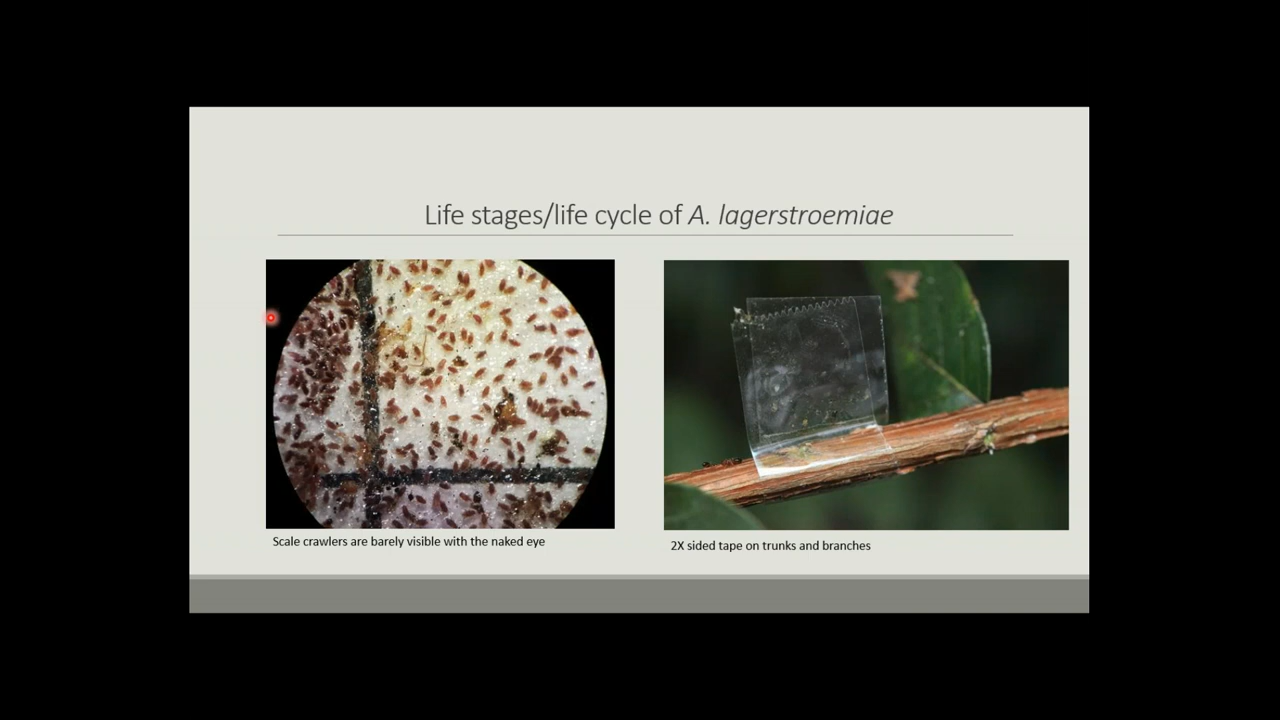 Life stages/life cycle of A. lagerstroemiae
Scale crawlers are barely visible with the naked eye
2X sided tape on trunks and branches